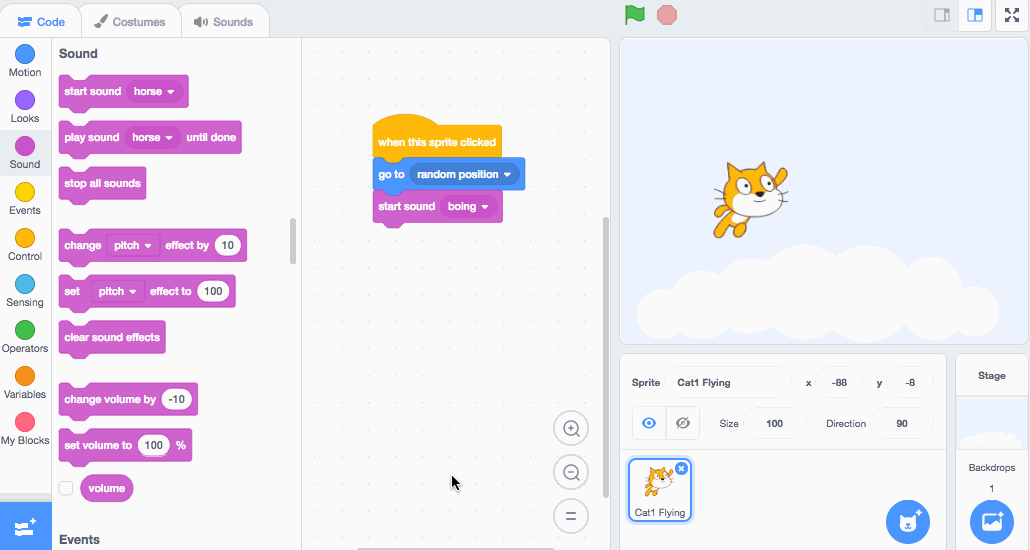 Code
Costumes
Sounds
Motion
Looks
Sound
Events
Control
Sensing
Operators
Variables
My Blocks
Sound
start sound horse
play sound horse until done
stop all sounds
change pitch effect by 10
set pitch effect to 100
clear sound effects
change volume by -10
set volume to 100 %
volume
Events
when this sprite clicked
go to random position
start sound boing
Sprite Cat1 Flying x -88 y -8
Size 100 Direction 90
Cat1 Flying
Stage
Backdrops
1